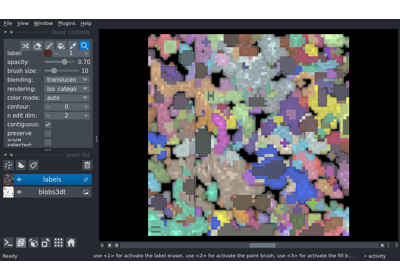 File View Window Plugins Help
layer controls
label: 1
opacity: 0.70
brush size: 10
blending: translucen
rendering: iso_catego
color mode: auto
contour: 0
n edit dim: 2
contiguous:
preserve
show
selected:
layer list
labels
blobs3dt
Ready
use <1> for activate the label eraser, use <2> for activate the paint brush, use <3> for activate the fill b...
activity